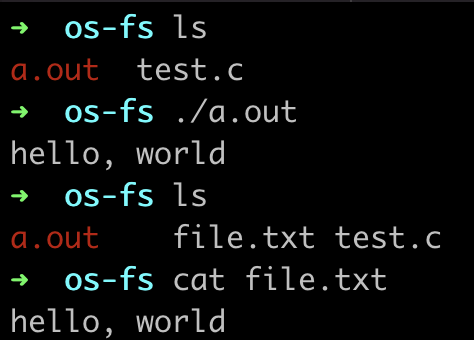 ➜ os-fs ls
a.out test.c
➜ os-fs ./a.out
hello, world
➜ os-fs ls
a.out file.txt test.c
➜ os-fs cat file.txt
hello, world